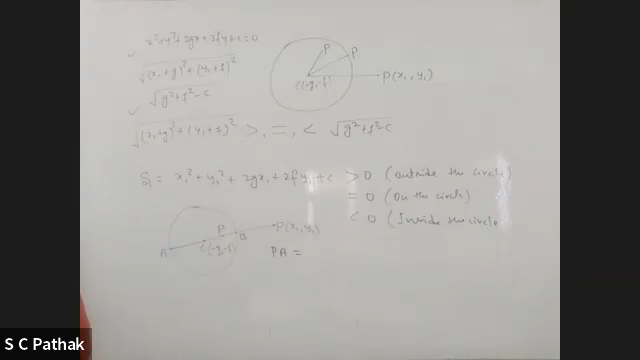 x²+y²+2gx+2fy+c=0
√(x₁+g)²+(y₁+f)²
√g²+f²-c
P
P
P(x₁,y₁)
C(-g,-f)
√(x₁+g)²+(y₁+f)² >, =, < √g²+f²-c
S₁ = x₁²+y₁²+2gx₁+2fy₁+c > 0 (outside the circle)
= 0 (On the circle)
< 0 (Inside the circle
P
B
P(x₁,y₁)
A
C(-g,-f)
PA =
S C Pathak